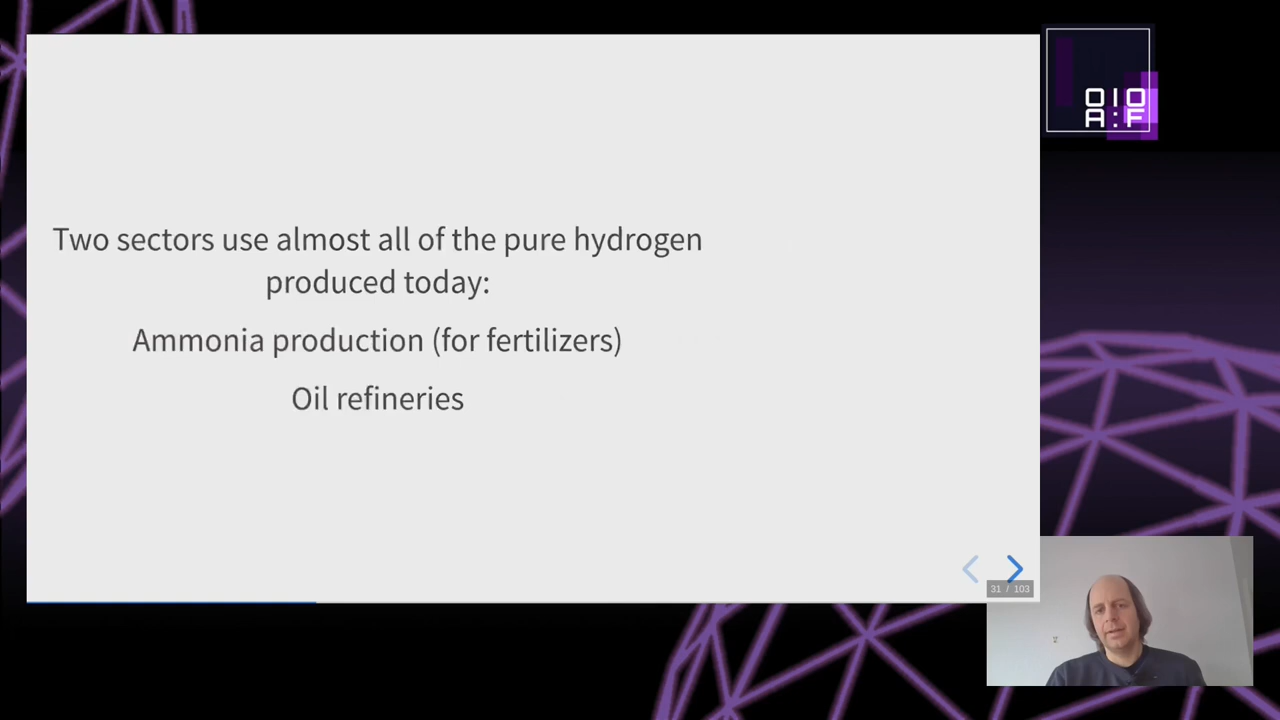 Two sectors use almost all of the pure hydrogen
produced today:
Ammonia production (for fertilizers)
Oil refineries
31 / 103
OIO
A:F